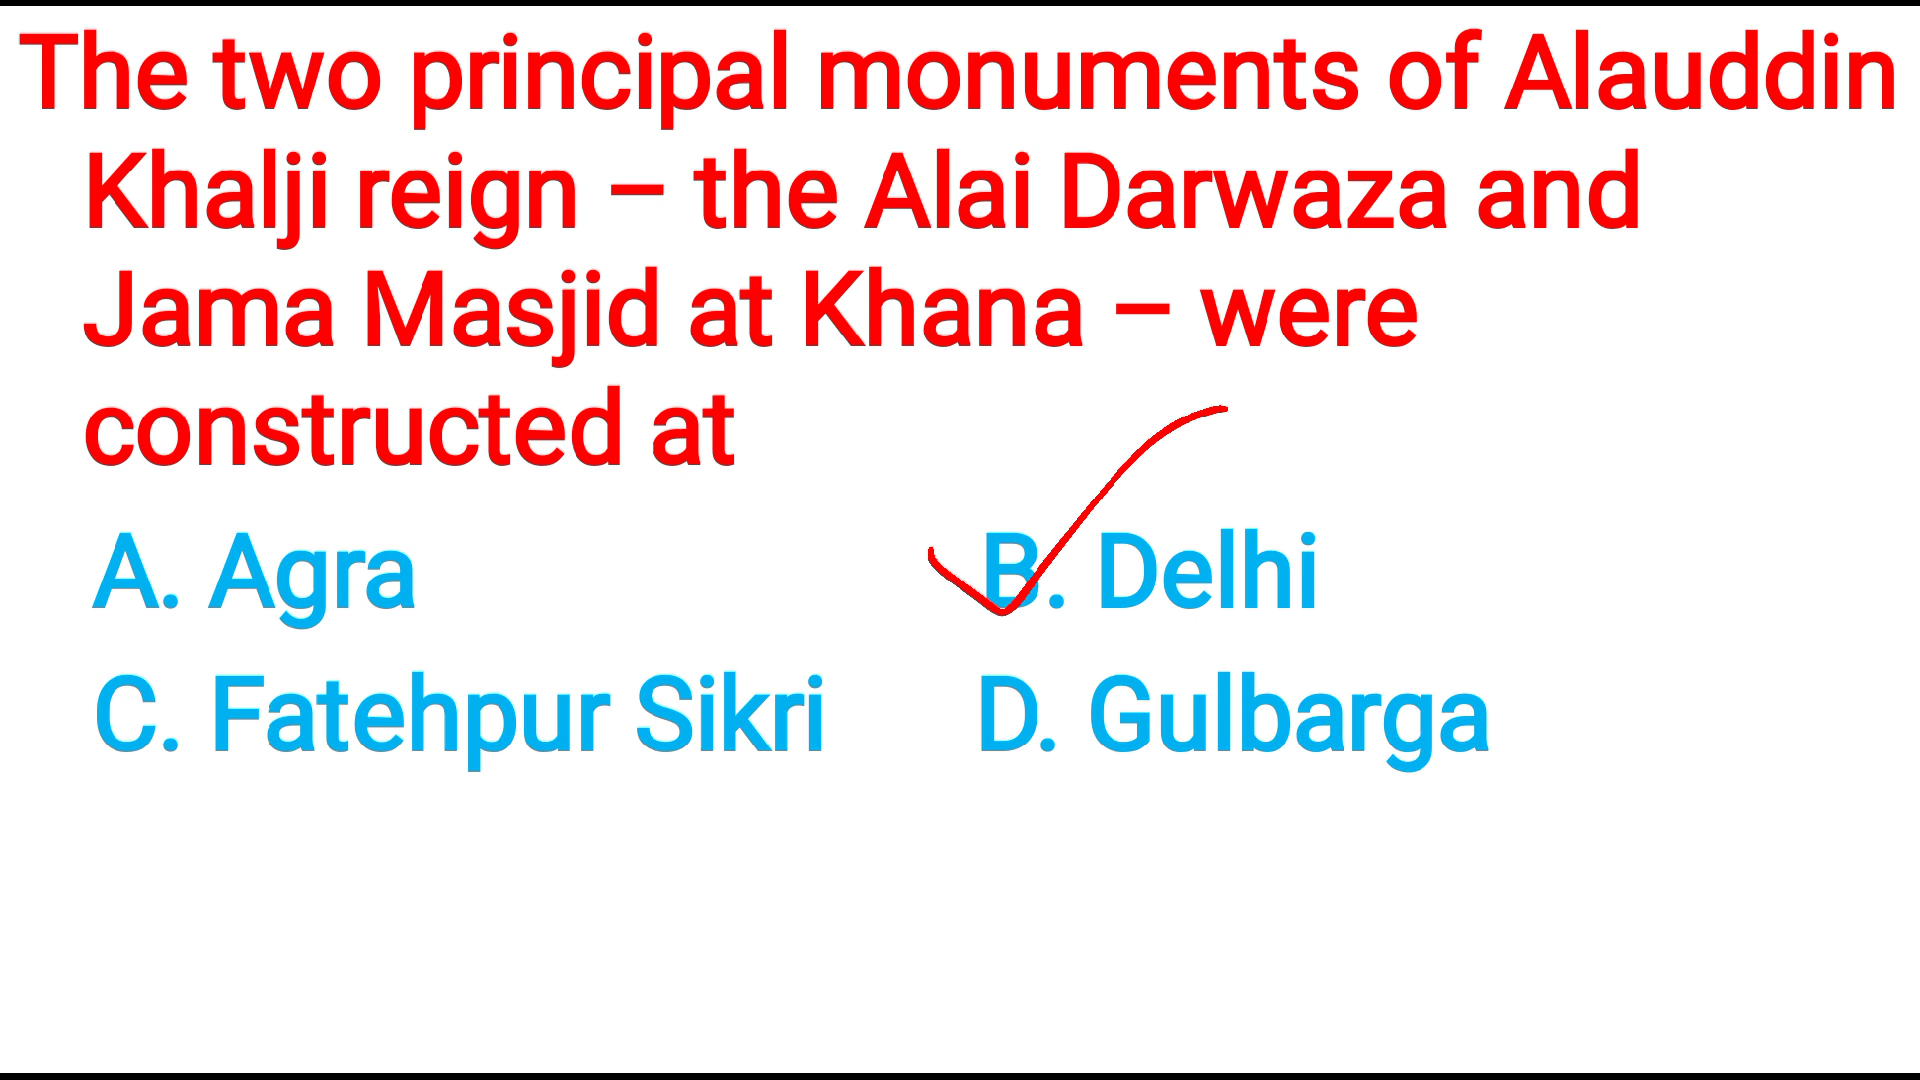 The two principal monuments of Alauddin
Khalji reign – the Alai Darwaza and
Jama Masjid at Khana – were
constructed at
A. Agra B. Delhi
C. Fatehpur Sikri D. Gulbarga